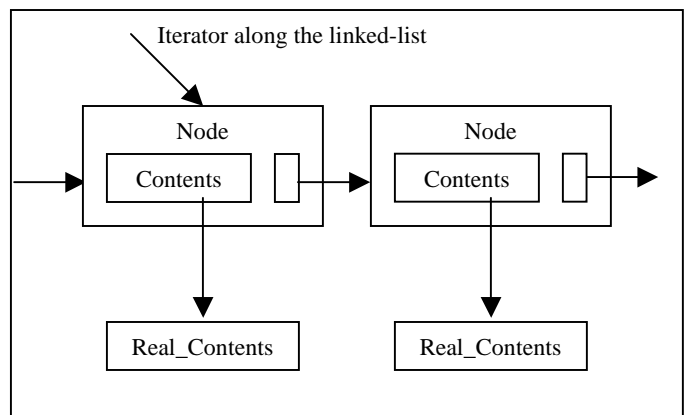 Iterator along the linked-list
Node
Node
Contents
Contents
Real_Contents
Real_Contents